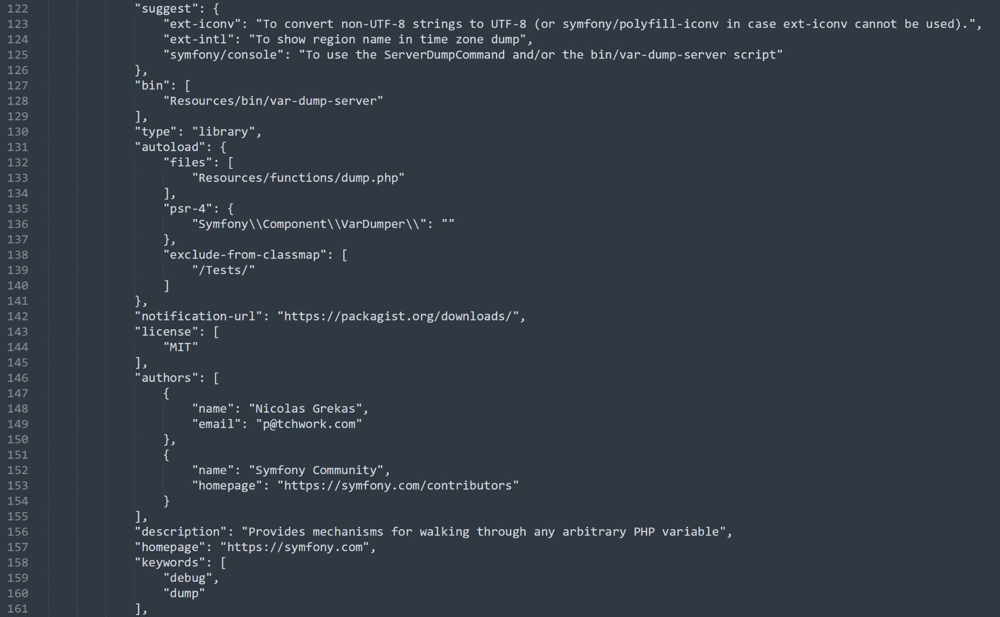 122 "suggest": {
123 "ext-iconv": "To convert non-UTF-8 strings to UTF-8 (or symfony/polyfill-iconv in case ext-iconv cannot be used).",
124 "ext-intl": "To show region name in time zone dump",
125 "symfony/console": "To use the ServerDumpCommand and/or the bin/var-dump-server script"
126 },
127 "bin": [
128 "Resources/bin/var-dump-server"
129 ],
130 "type": "library",
131 "autoload": {
132 "files": [
133 "Resources/functions/dump.php"
134 ],
135 "psr-4": {
136 "Symfony\\Component\\VarDumper\\": ""
137 },
138 "exclude-from-classmap": [
139 "/Tests/"
140 ]
141 },
142 "notification-url": "https://packagist.org/downloads/",
143 "license": [
144 "MIT"
145 ],
146 "authors": [
147 {
148 "name": "Nicolas Grekas",
149 "email": "p@tchwork.com"
150 },
151 {
152 "name": "Symfony Community",
153 "homepage": "https://symfony.com/contributors"
154 }
155 ],
156 "description": "Provides mechanisms for walking through any arbitrary PHP variable",
157 "homepage": "https://symfony.com",
158 "keywords": [
159 "debug",
160 "dump"
161 ],